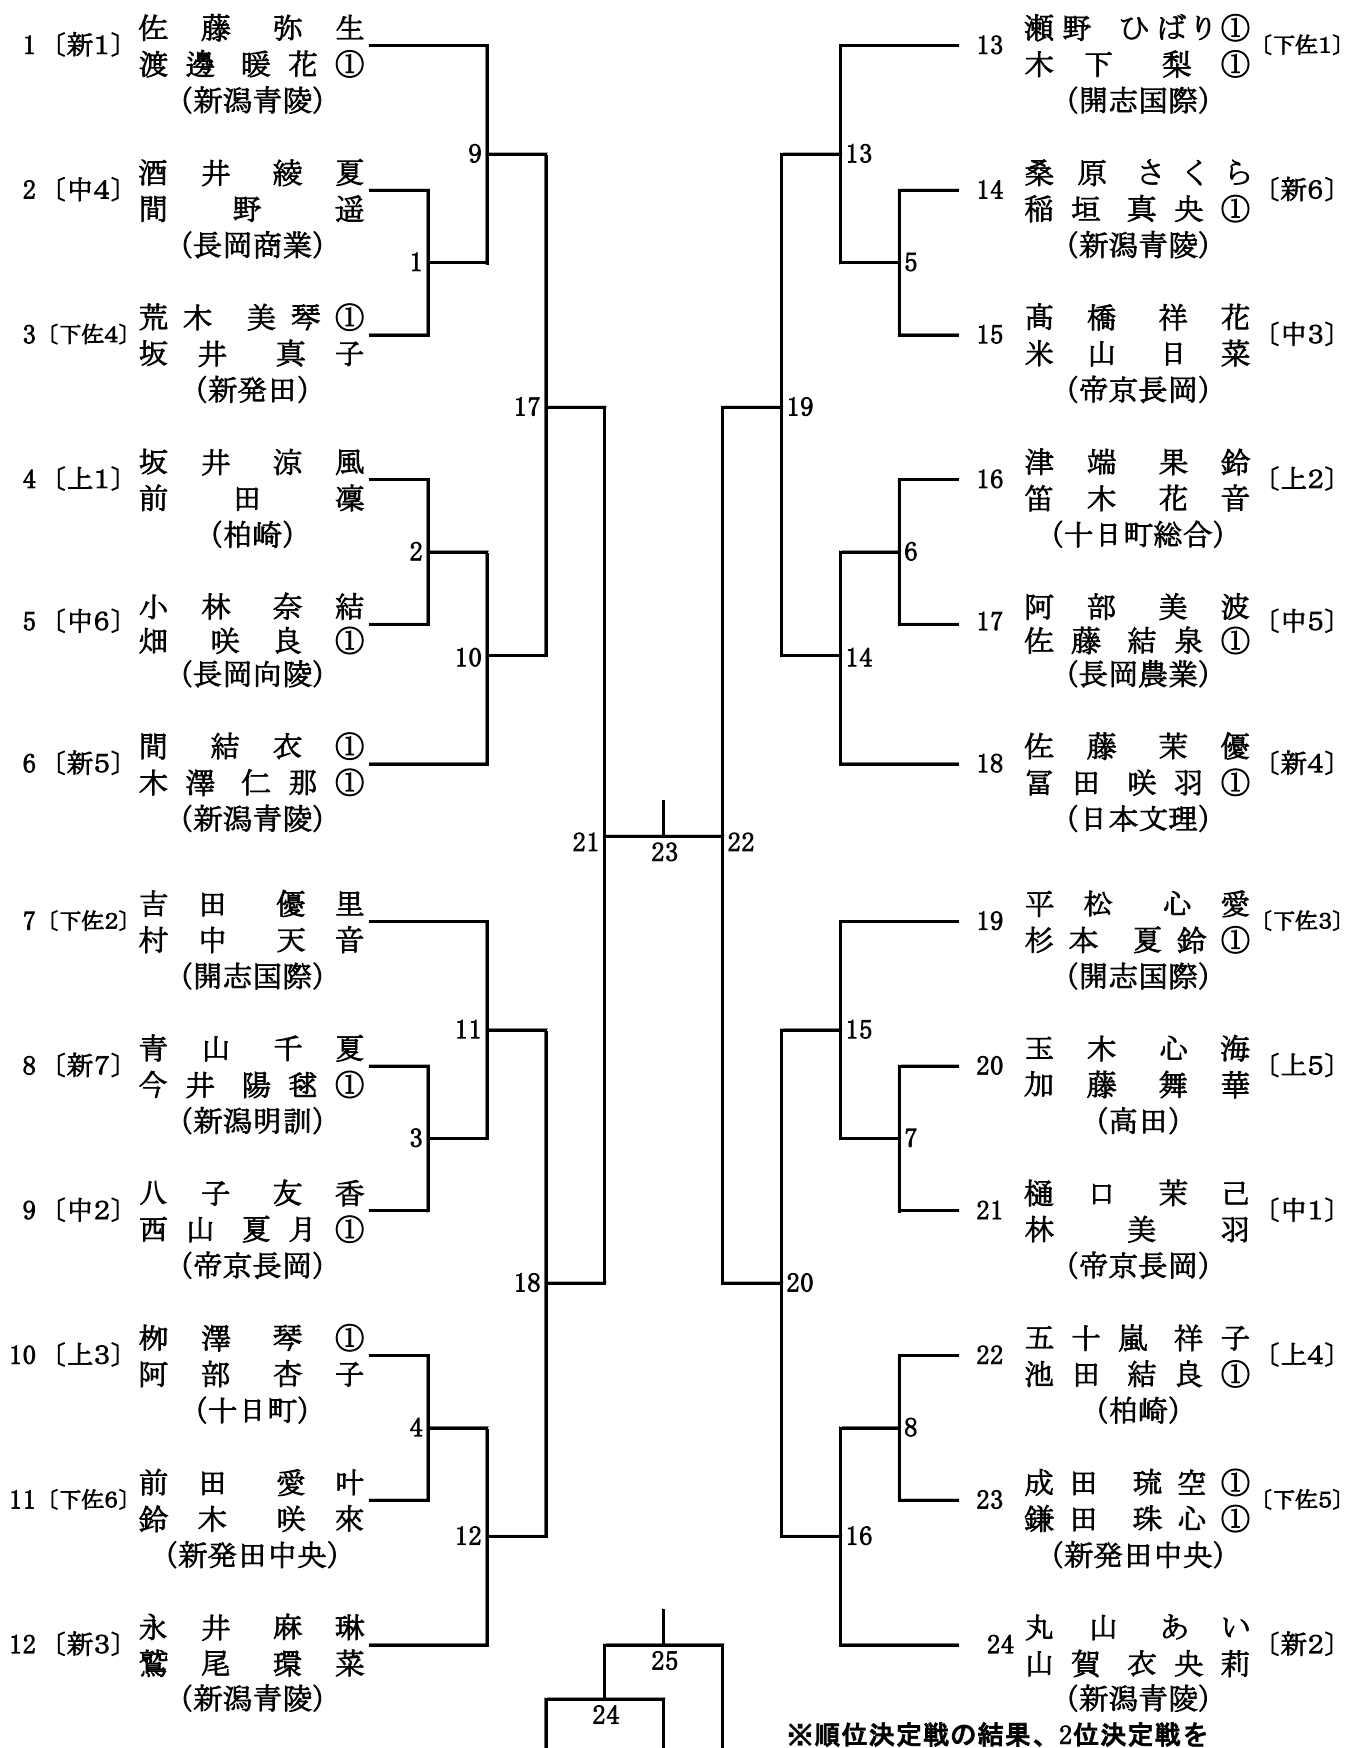 1 〔新1〕 佐藤弥生
渡邊暖花①
(新潟青陵)
2 〔中4〕 酒井綾夏
間野遥
(長岡商業)
3 〔下佐4〕 荒木美琴①
坂井真子
(新発田)
4 〔上1〕 坂井涼風
前田凜
(柏崎)
5 〔中6〕 小林奈結
畑咲良①
(長岡向陵)
6 〔新5〕 間結衣①
木澤仁那①
(新潟青陵)
7 〔下佐2〕 吉田優里
村中天音
(開志国際)
8 〔新7〕 青山千夏
今井陽毬①
(新潟明訓)
9 〔中2〕 八子友香
西山夏月①
(帝京長岡)
10 〔上3〕 栁澤琴①
阿部杏子
(十日町)
11 〔下佐6〕 前田愛叶
鈴木咲來
(新発田中央)
12 〔新3〕 永井麻琳
鷲尾環菜
(新潟青陵)
9
1
17
2
10
21
11
3
18
4
12
23
25
24
13
5
19
6
14
22
15
7
20
8
16
13 瀬野ひばり① 〔下佐1〕
木下梨①
(開志国際)
14 桑原さくら 〔新6〕
稲垣真央①
(新潟青陵)
15 髙橋祥花 〔中3〕
米山日菜
(帝京長岡)
16 津端果鈴 〔上2〕
笛木花音
(十日町総合)
17 阿部美波 〔中5〕
佐藤結泉①
(長岡農業)
18 佐藤茉優 〔新4〕
冨田咲羽①
(日本文理)
19 平松心愛 〔下佐3〕
杉本夏鈴①
(開志国際)
20 玉木心海 〔上5〕
加藤舞華
(高田)
21 樋口茉己 〔中1〕
林美羽
(帝京長岡)
22 五十嵐祥子 〔上4〕
池田結良①
(柏崎)
23 成田琉空① 〔下佐5〕
鎌田珠心①
(新発田中央)
24 丸山あい 〔新2〕
山賀衣央莉
(新潟青陵)
※順位決定戦の結果、2位決定戦を